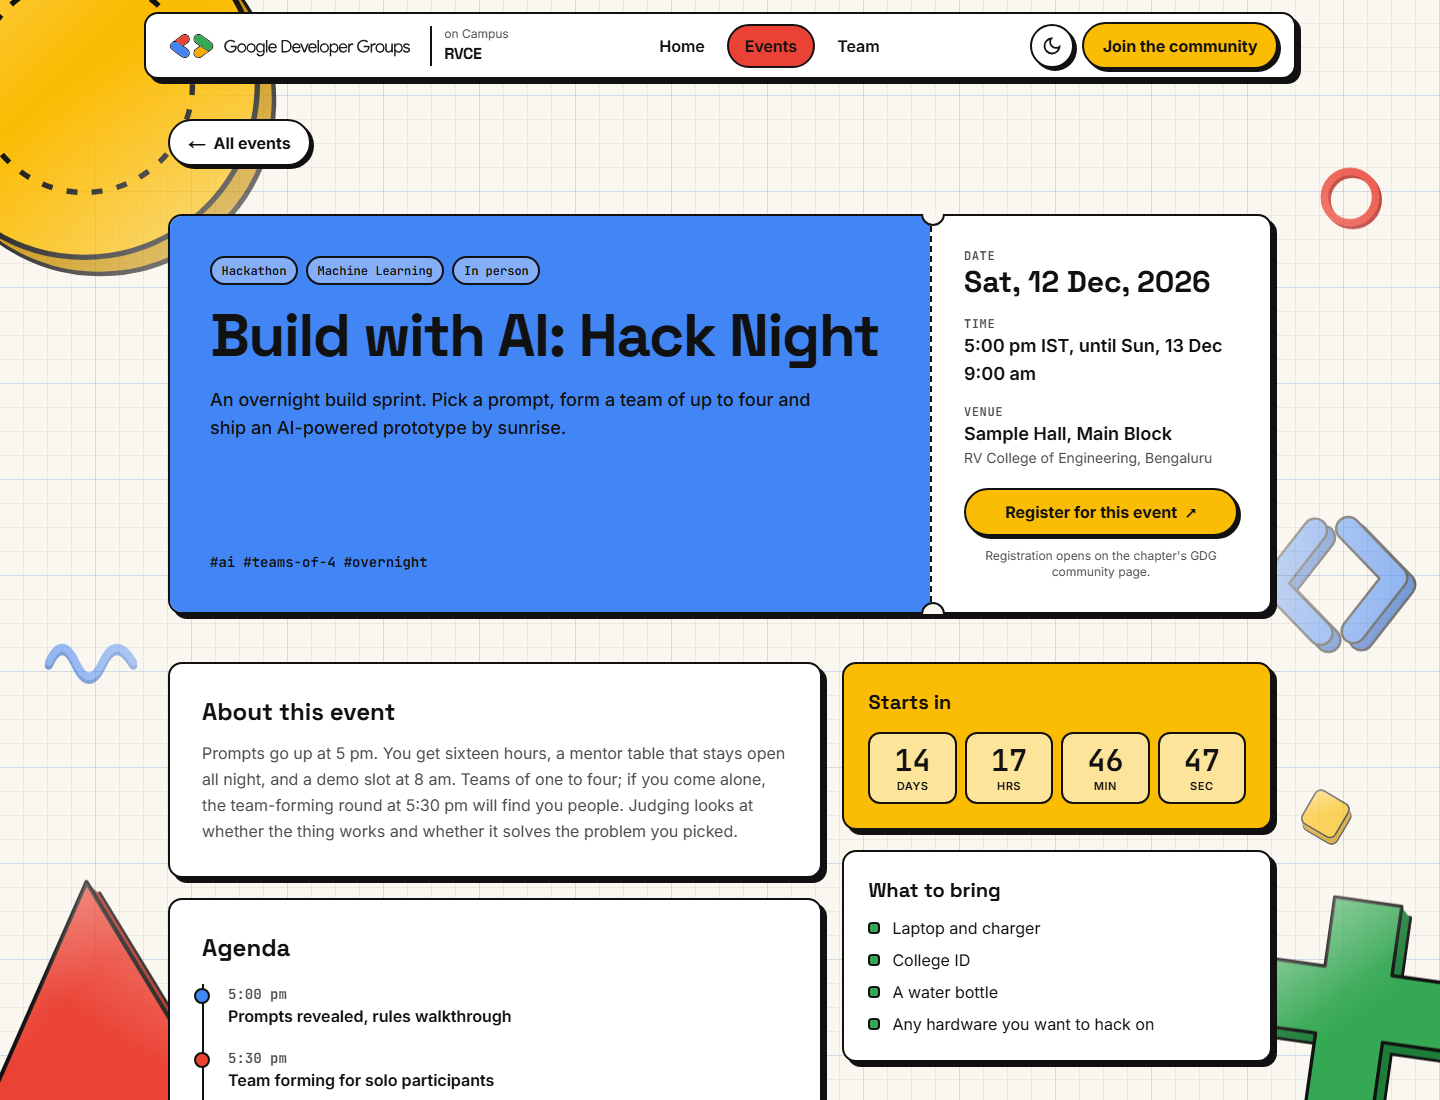 Google Developer Groups
on Campus
RVCE
Home
Events
Team
Join the community
← All events
Hackathon
Machine Learning
In person
Build with AI: Hack Night
An overnight build sprint. Pick a prompt, form a team of up to four and
ship an AI-powered prototype by sunrise.
#ai #teams-of-4 #overnight
DATE
Sat, 12 Dec, 2026
TIME
5:00 pm IST, until Sun, 13 Dec
9:00 am
VENUE
Sample Hall, Main Block
RV College of Engineering, Bengaluru
Register for this event ↗
Registration opens on the chapter's GDG
community page.
About this event
Prompts go up at 5 pm. You get sixteen hours, a mentor table that stays open
all night, and a demo slot at 8 am. Teams of one to four; if you come alone,
the team-forming round at 5:30 pm will find you people. Judging looks at
whether the thing works and whether it solves the problem you picked.
Starts in
14 17 46 47
DAYS HRS MIN SEC
What to bring
Laptop and charger
College ID
A water bottle
Any hardware you want to hack on
Agenda
5:00 pm
Prompts revealed, rules walkthrough
5:30 pm
Team forming for solo participants